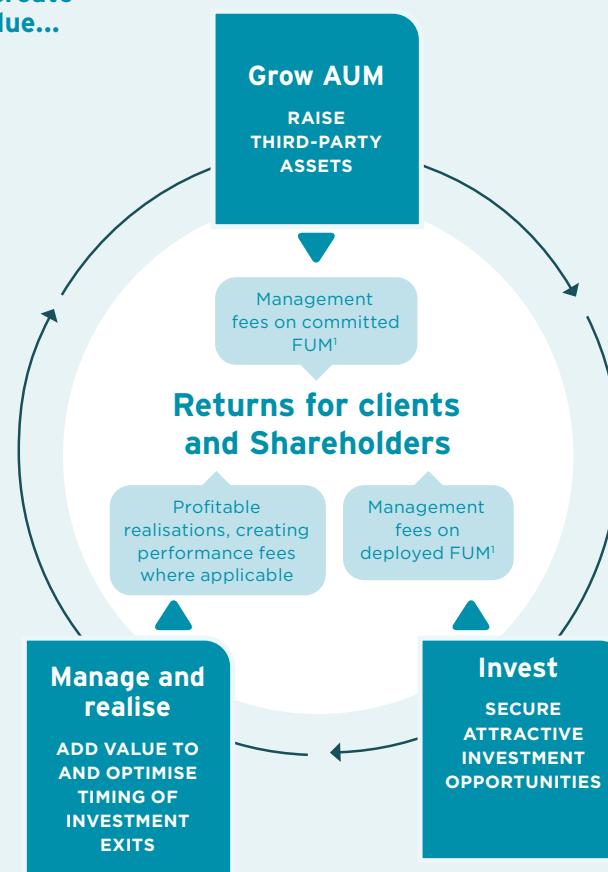 lue...
Grow AUM
RAISE
THIRD-PARTY
ASSETS
Management
fees on committed
FUM¹
Returns for clients
and Shareholders
Profitable
realisations, creating
performance fees
where applicable
Management
fees on
deployed FUM¹
Manage and
realise
ADD VALUE TO
AND OPTIMISE
TIMING OF
INVESTMENT
EXITS
Invest
SECURE
ATTRACTIVE
INVESTMENT
OPPORTUNITIES